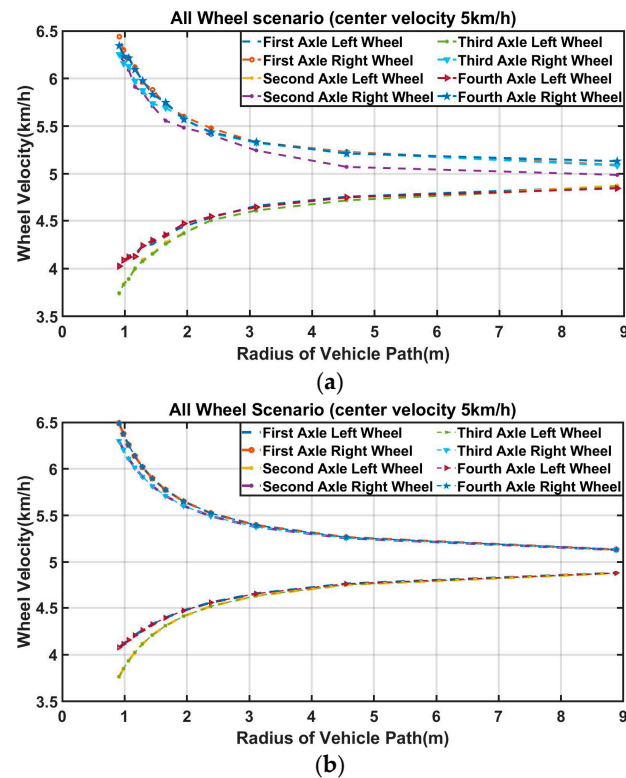 All Wheel scenario (center velocity 5km/h)
6.5
6
5.5
5
4.5
4
3.5
Wheel Velocity(km/h)
First Axle Left Wheel
First Axle Right Wheel
Second Axle Left Wheel
Second Axle Right Wheel
Third Axle Left Wheel
Third Axle Right Wheel
Fourth Axle Left Wheel
Fourth Axle Right Wheel
0 1 2 3 4 5 6 7 8 9
Radius of Vehicle Path(m)
(a)
All Wheel Scenario (center velocity 5km/h)
6.5
6
5.5
5
4.5
4
3.5
Wheel Velocity(km/h)
First Axle Left Wheel
First Axle Right Wheel
Second Axle Left Wheel
Second Axle Right Wheel
Third Axle Left Wheel
Third Axle Right Wheel
Fourth Axle Left Wheel
Fourth Axle Right Wheel
0 1 2 3 4 5 6 7 8 9
Radius of Vehicle Path(m)
(b)